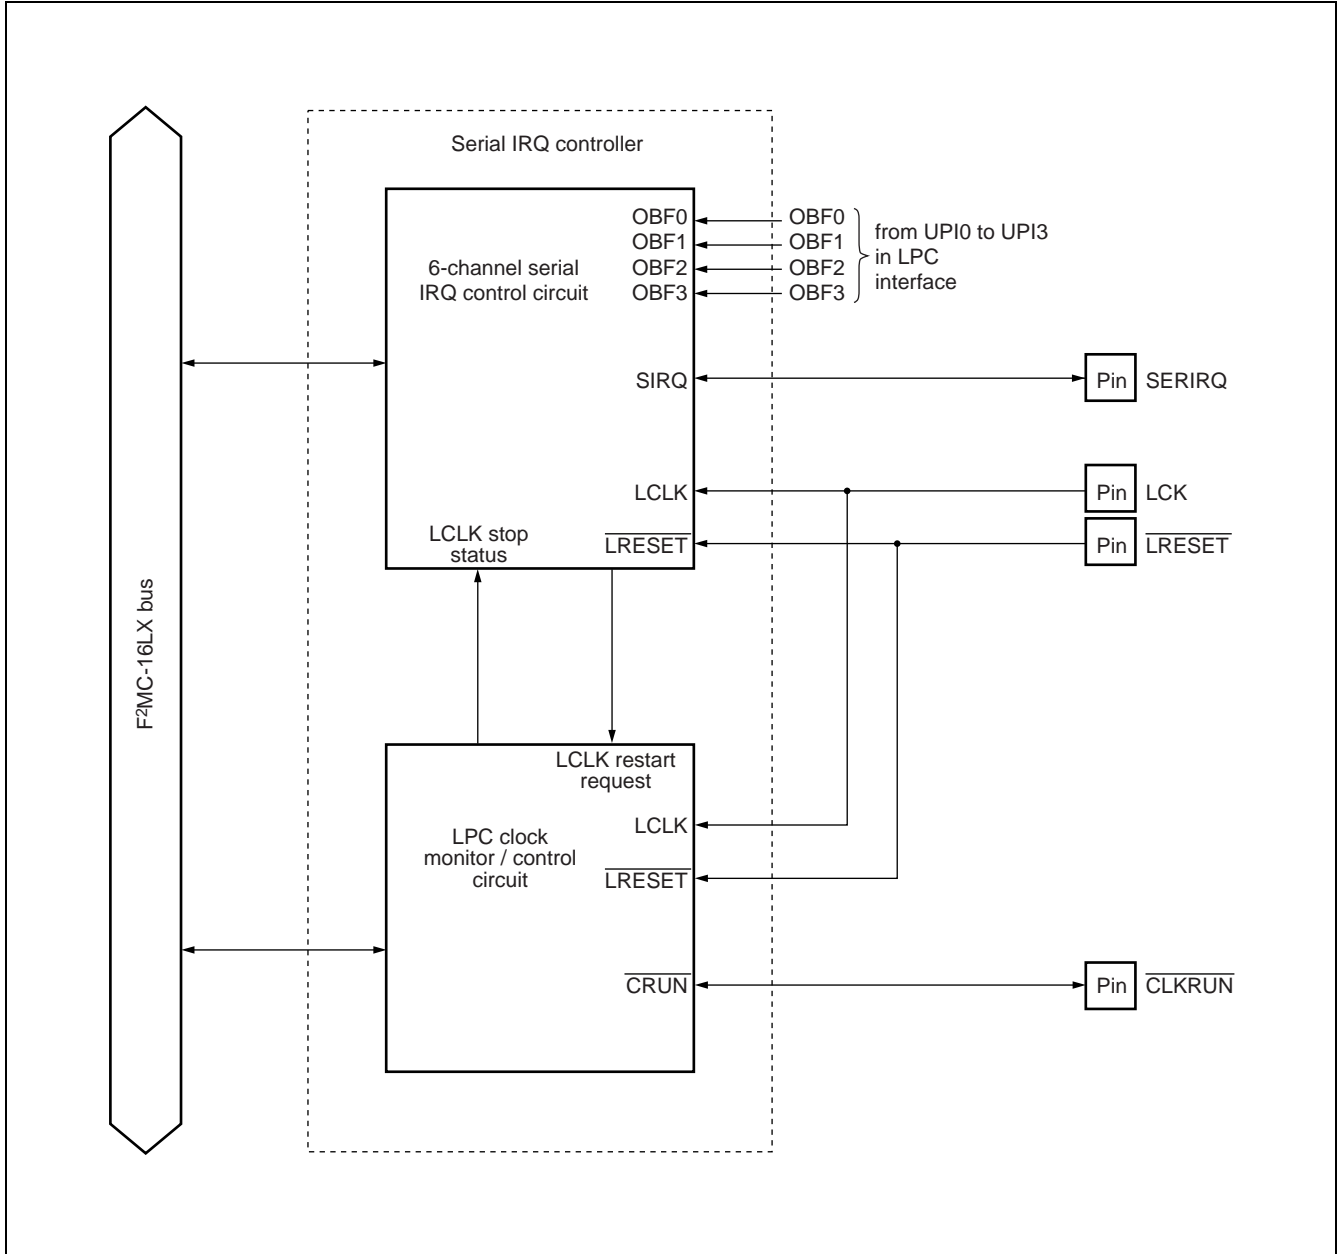 Serial IRQ controller
OBF0
OBF1
OBF2
OBF3
6-channel serial
IRQ control circuit
OBF0
OBF1
OBF2
OBF3
from UPI0 to UPI3
in LPC
interface
SIRQ
Pin SERIRQ
LCLK
Pin LCK
LCLK stop
status
LRESET
Pin LRESET
F²MC-16LX bus
LCLK restart
request
LCLK
LPC clock
monitor / control
circuit
LRESET
CRUN
Pin CLKRUN